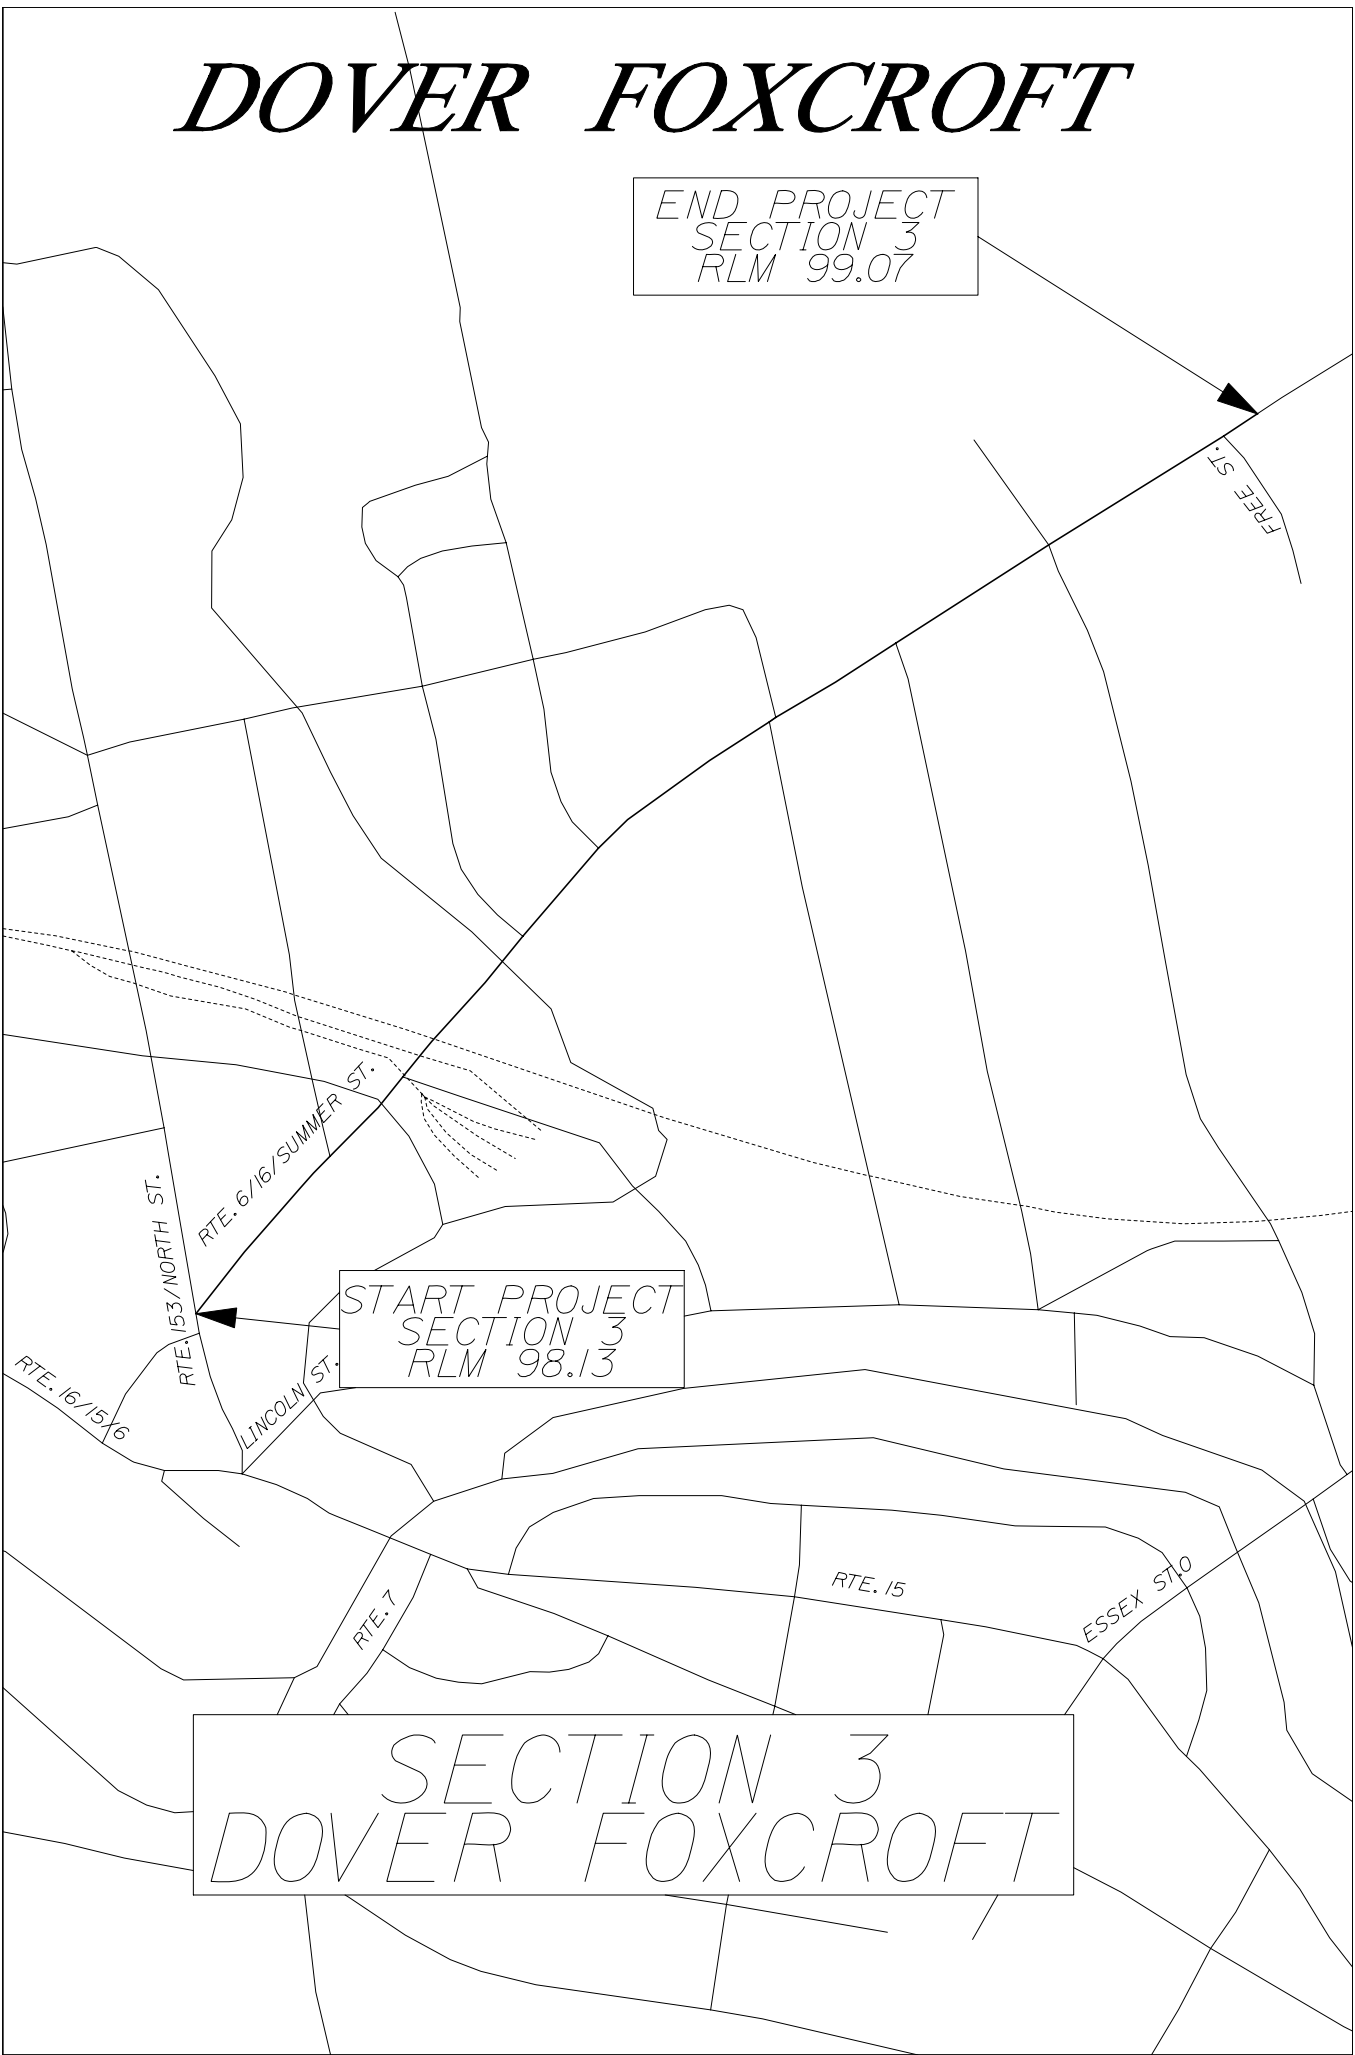 DOVER FOXCROFT
END PROJECT
SECTION 3
RLM 99.07
FREE ST.
RTE. 6/16/SUMMER ST.
RTE. 153/NORTH ST.
START PROJECT
SECTION 3
RLM 98.13
LINCOLN ST.
RTE. 16/15/6
RTE. 7
RTE. 15
ESSEX ST.O
SECTION 3
DOVER FOXCROFT